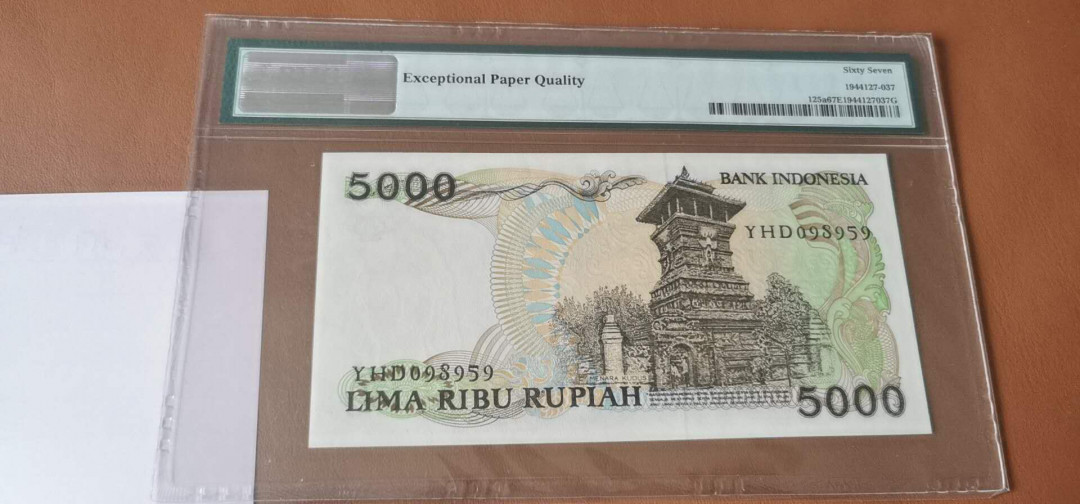 Exceptional Paper Quality
Sixty Seven
1944127-037
125a67E1944127037G
5000
BANK INDONESIA
YHD098959
YHD098959
LIMA RIBU RUPIAH
5000